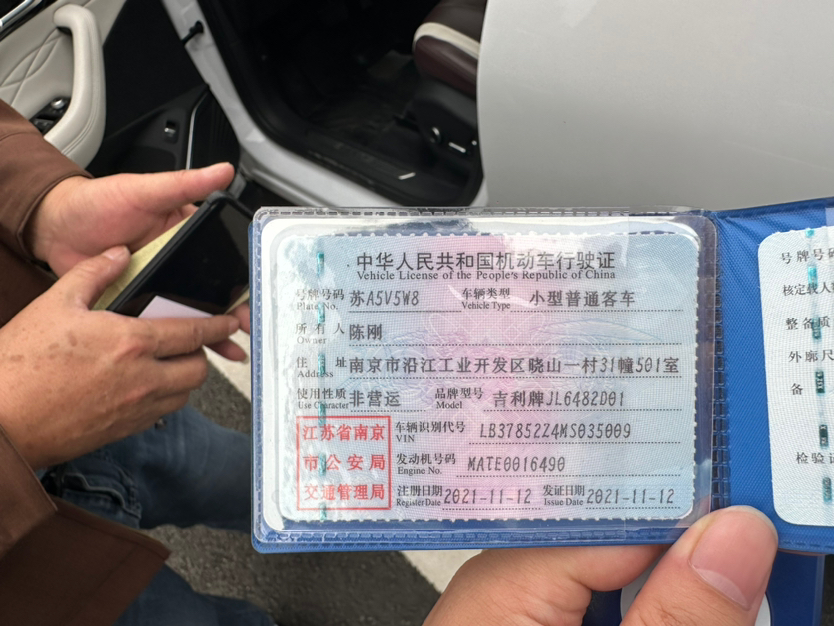 中华人民共和国机动车行驶证
Vehicle License of the People's Republic of China
号牌号码 苏A5V5W8 车辆类型 小型普通客车
Plate No. Vehicle Type
所有人 陈刚
Owner
住址 南京市沿江工业开发区晓山一村31幢501室
Address
使用性质 非营运 品牌型号 吉利牌JL6482D01
Use Character Model
江苏省南京
市公安局
交通管理局
车辆识别代号 LB37852Z4MS035009
VIN
发动机号码 MATE0016490
Engine No.
注册日期 2021-11-12 发证日期 2021-11-12
Register Date Issue Date
号牌号码
核定载人
整备质
外廓尺
备
检验记